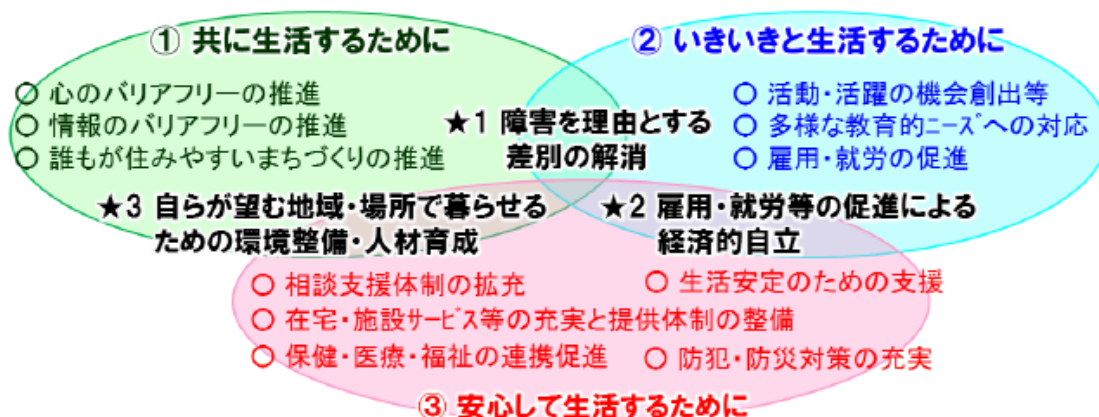 ① 共に生活するために
○ 心のバリアフリーの推進
○ 情報のバリアフリーの推進
○ 誰もが住みやすいまちづくりの推進
② いきいきと生活するために
○ 活動・活躍の機会創出等
○ 多様な教育的ニーズへの対応
○ 雇用・就労の促進
★1 障害を理由とする
差別の解消
★3 自らが望む地域・場所で暮らせる
ための環境整備・人材育成
★2 雇用・就労等の促進による
経済的自立
○ 相談支援体制の拡充
○ 生活安定のための支援
○ 在宅・施設サービス等の充実と提供体制の整備
○ 保健・医療・福祉の連携促進
○ 防犯・防災対策の充実
③ 安心して生活するために